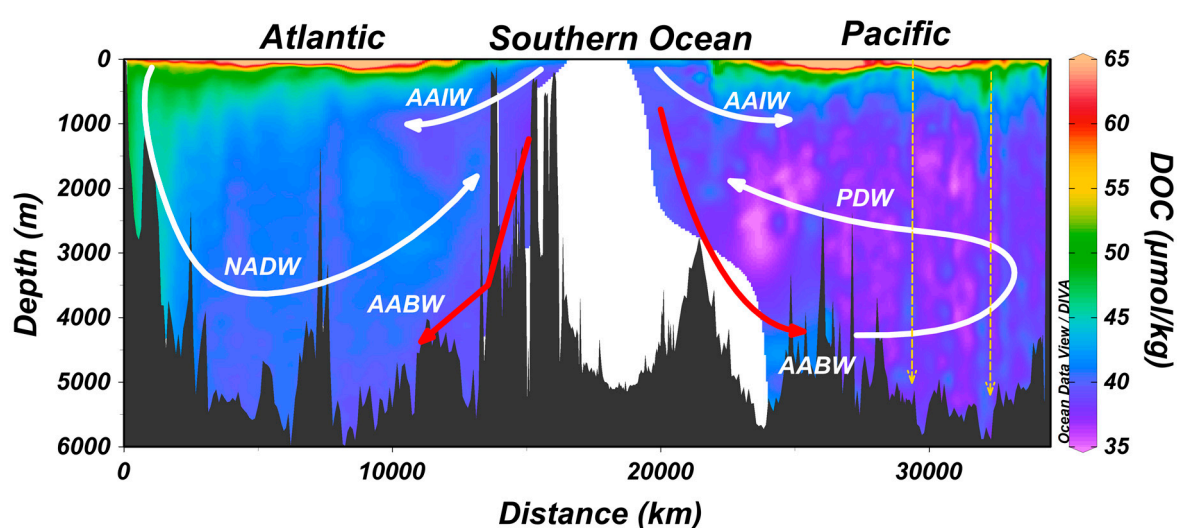 Atlantic
Southern Ocean
Pacific
0
1000
2000
3000
4000
5000
6000
Depth (m)
AAIW
AAIW
NADW
PDW
AABW
AABW
Ocean Data View / DIVA
65
60
55
50
45
40
35
DOC (μmol/kg)
0
10000
20000
30000
Distance (km)